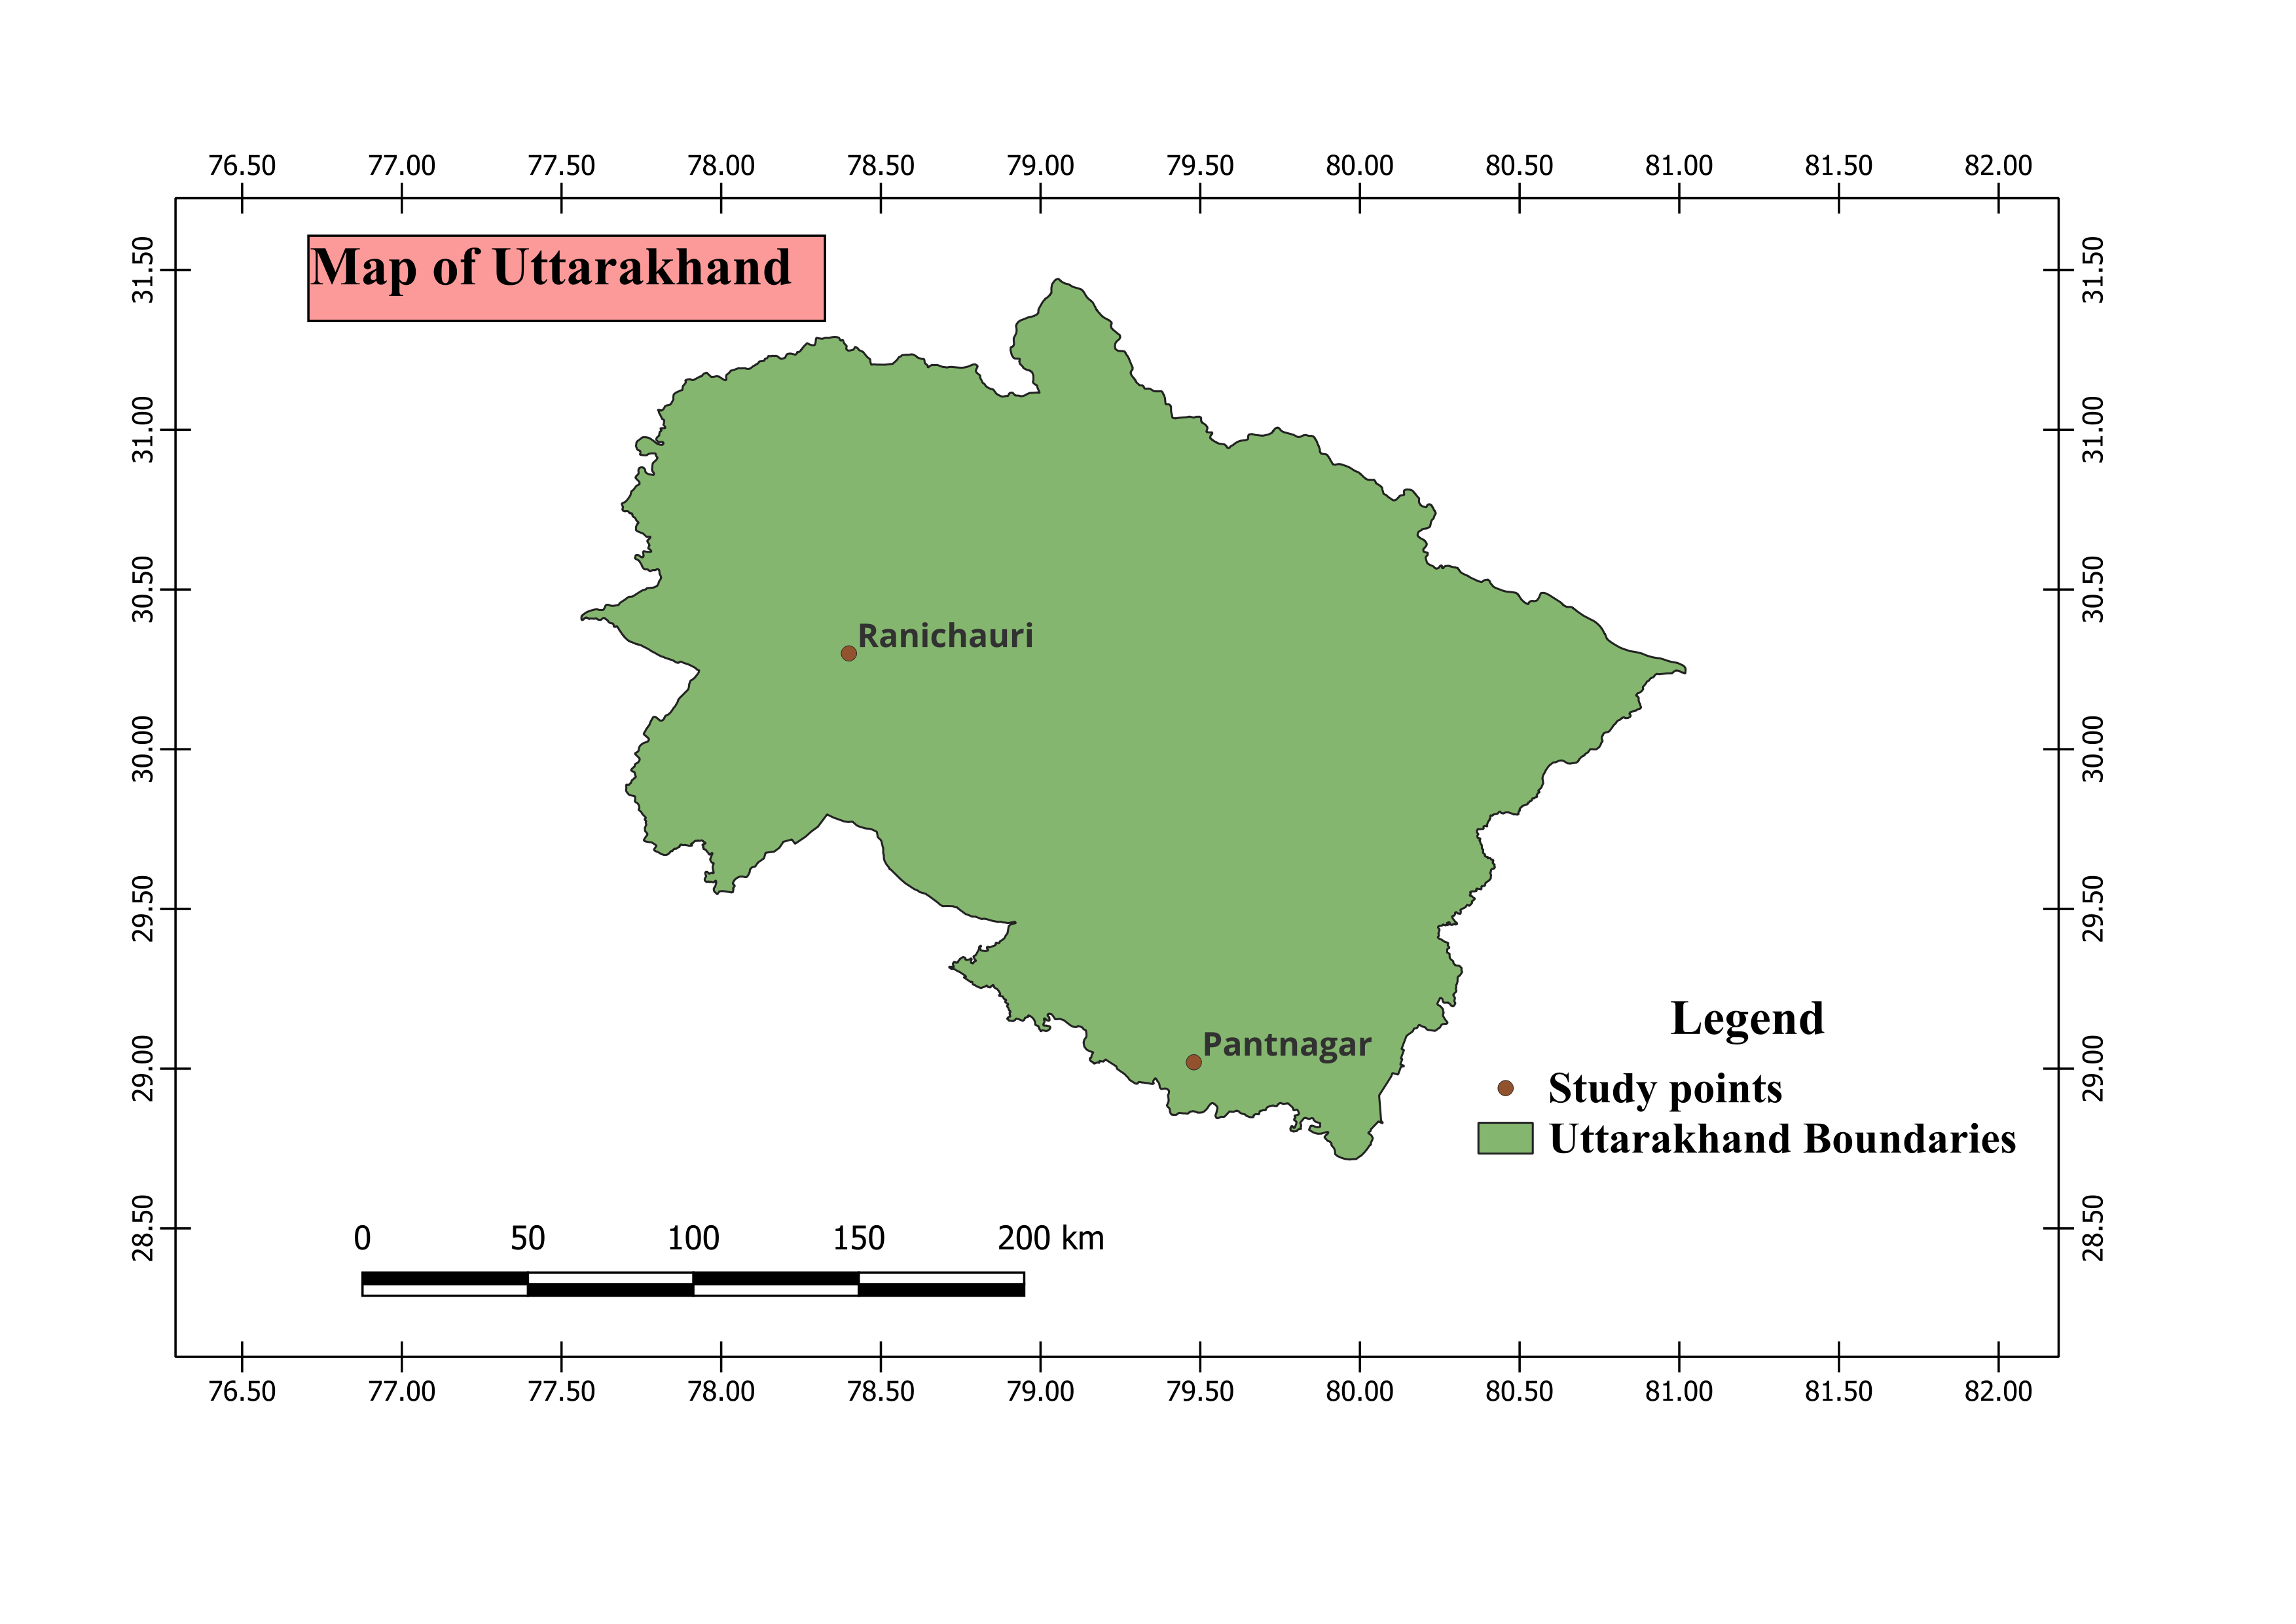 76.50 77.00 77.50 78.00 78.50 79.00 79.50 80.00 80.50 81.00 81.50 82.00
Map of Uttarakhand
31.50 31.50
31.00 31.00
30.50 30.50
Ranichauri
30.00 30.00
29.50 29.50
Legend
Pantnagar
29.00 29.00
Study points
Uttarakhand Boundaries
28.50 28.50
0 50 100 150 200 km
76.50 77.00 77.50 78.00 78.50 79.00 79.50 80.00 80.50 81.00 81.50 82.00